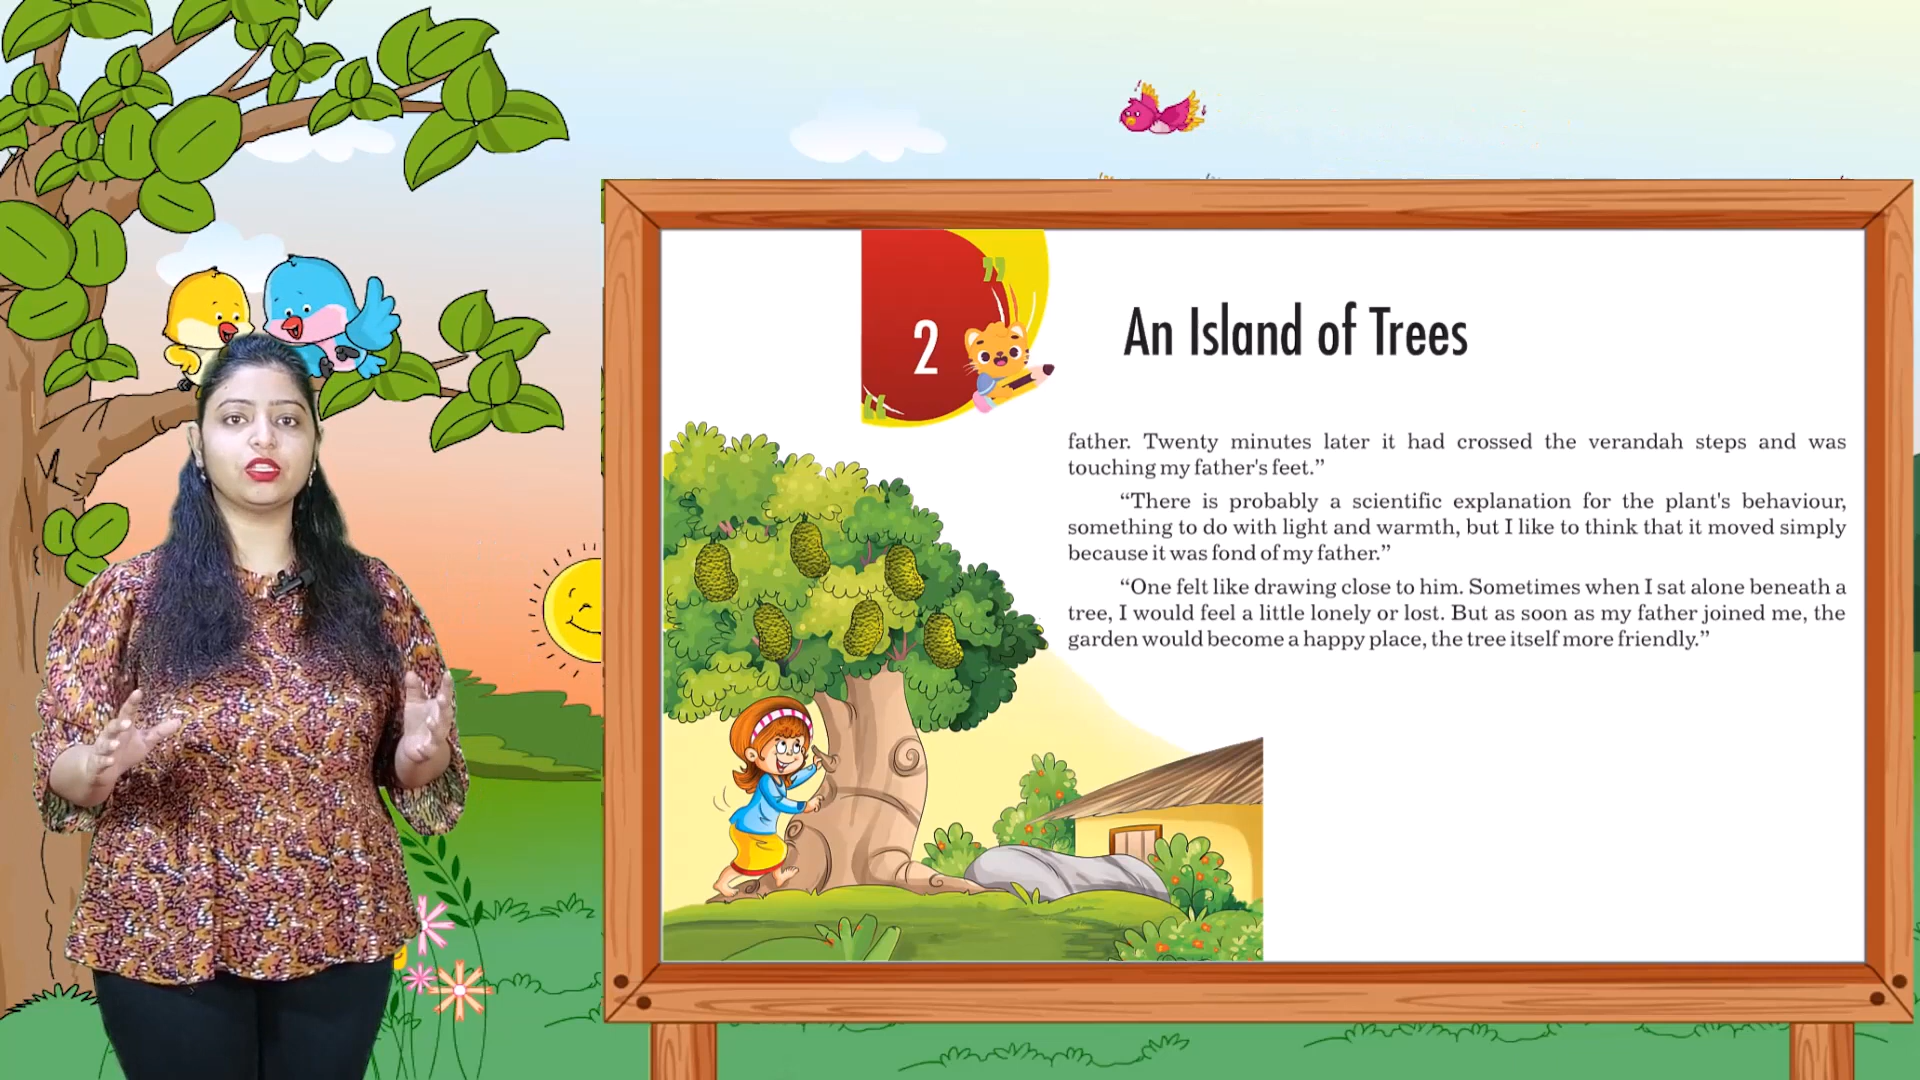 2
An Island of Trees
father. Twenty minutes later it had crossed the verandah steps and was
touching my father's feet.”
“There is probably a scientific explanation for the plant's behaviour,
something to do with light and warmth, but I like to think that it moved simply
because it was fond of my father.”
“One felt like drawing close to him. Sometimes when I sat alone beneath a
tree, I would feel a little lonely or lost. But as soon as my father joined me, the
garden would become a happy place, the tree itself more friendly.”